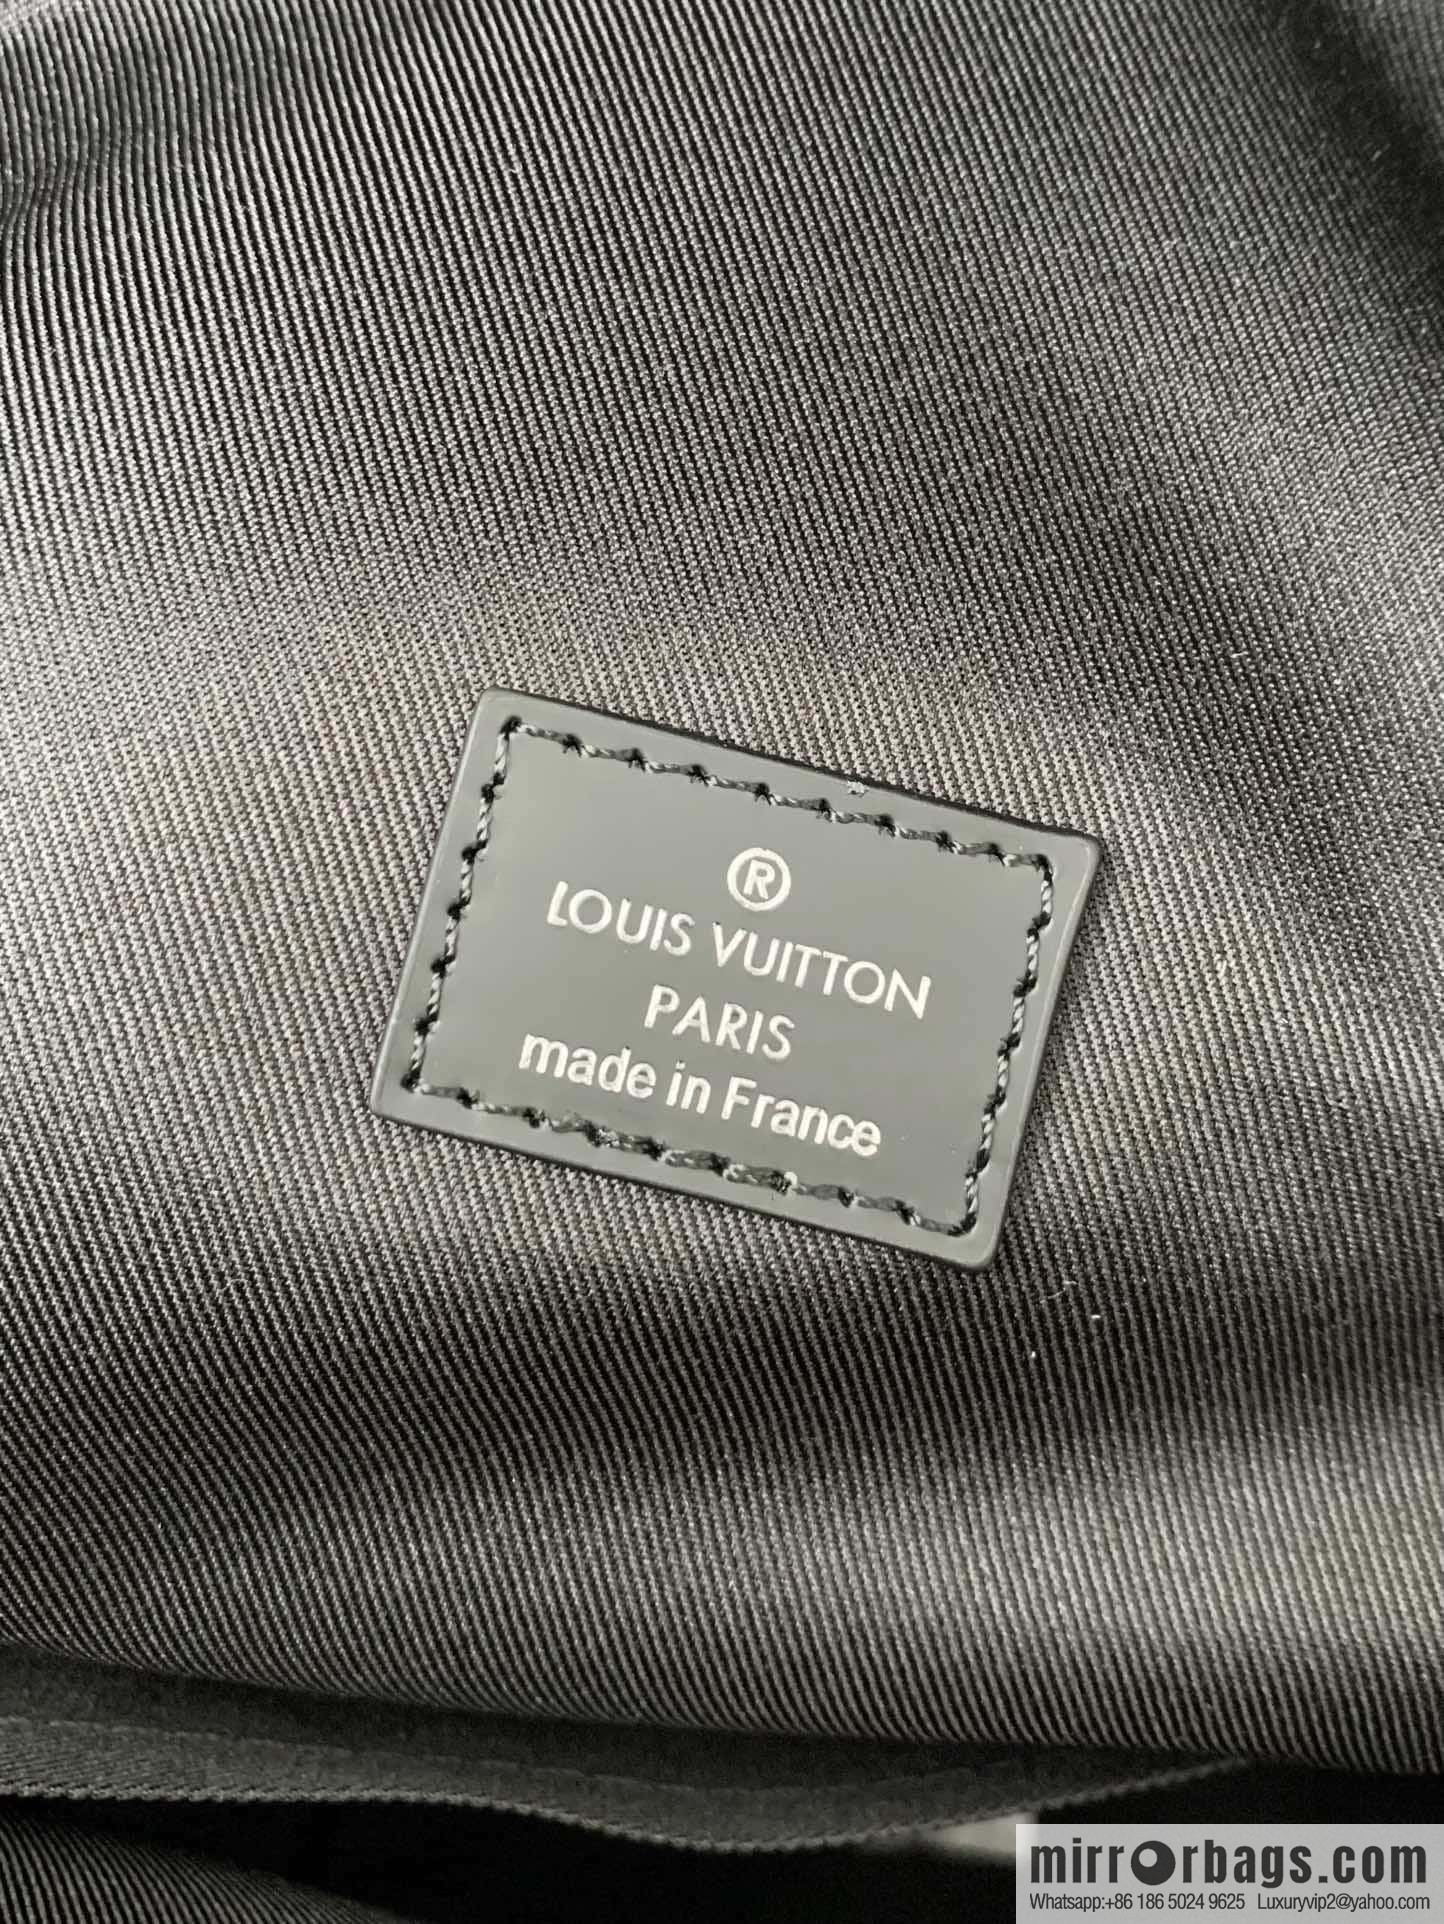 ®
LOUIS VUITTON
PARIS
made in France
mirrorbags.com
Whatsapp:+86 186 5024 9625 Luxuryvip2@yahoo.com